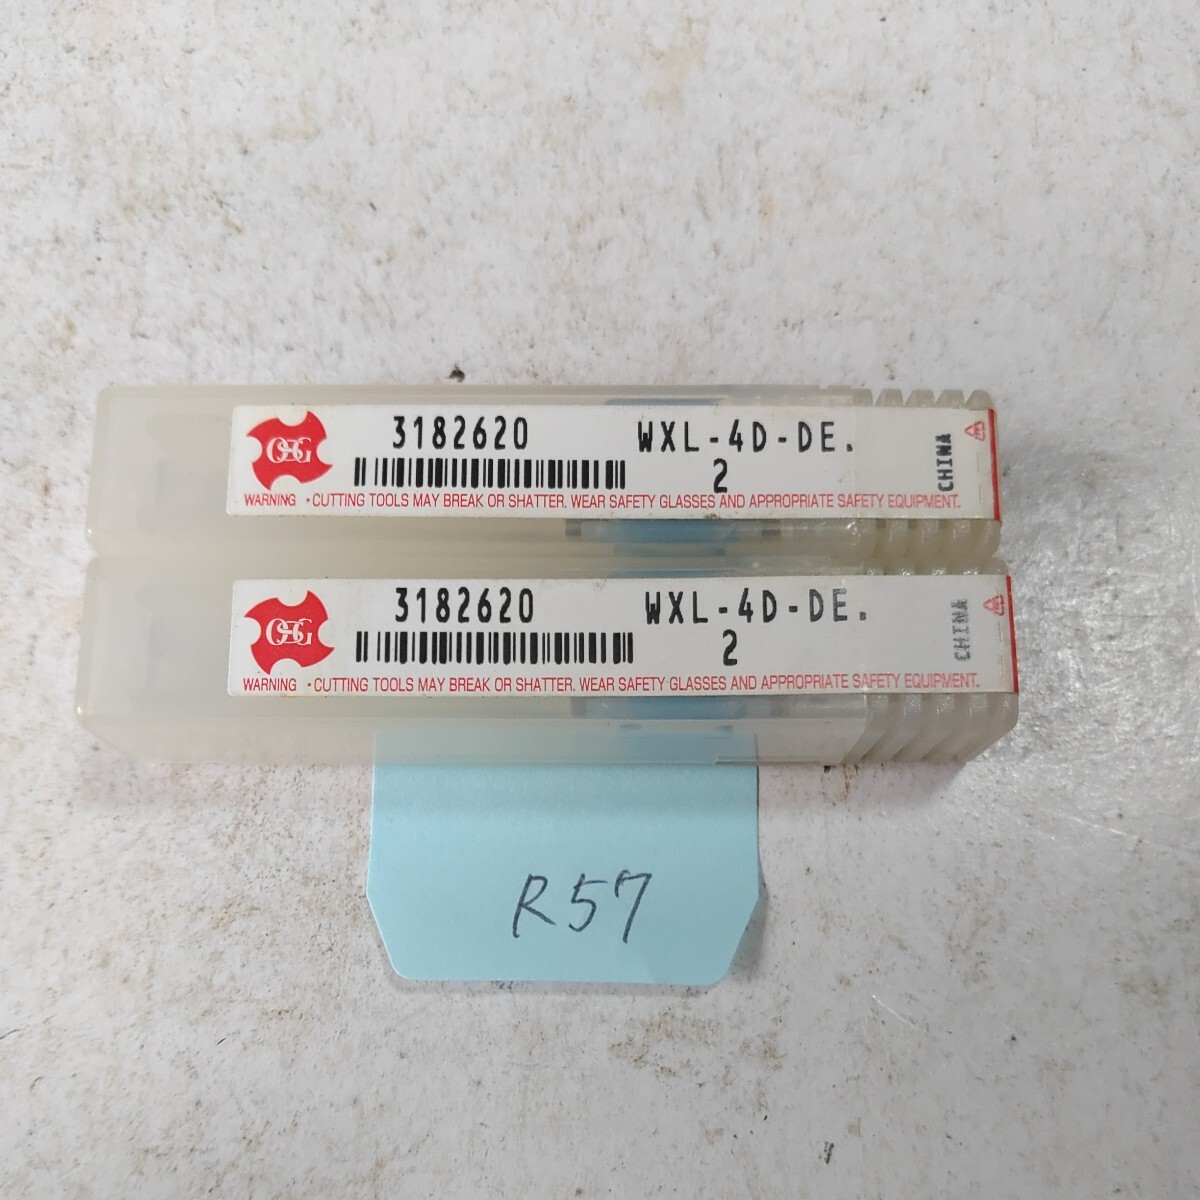 OSG 3182620 WXL-4D-DE.
2
CHINA
WARNING ・CUTTING TOOLS MAY BREAK OR SHATTER. WEAR SAFETY GLASSES AND APPROPRIATE SAFETY EQUIPMENT.
OSG 3182620 WXL-4D-DE.
2
CHINA
WARNING ・CUTTING TOOLS MAY BREAK OR SHATTER. WEAR SAFETY GLASSES AND APPROPRIATE SAFETY EQUIPMENT.
R57